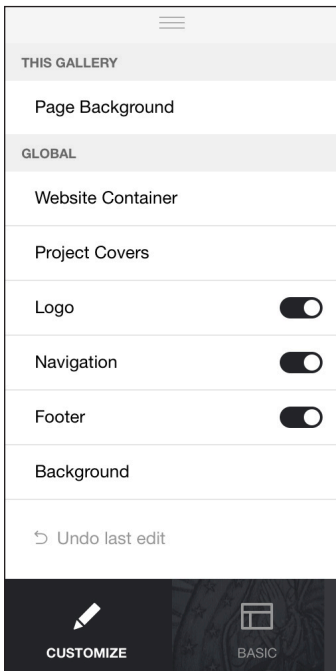 THIS GALLERY
Page Background
GLOBAL
Website Container
Project Covers
Logo
Navigation
Footer
Background
Undo last edit
CUSTOMIZE
BASIC